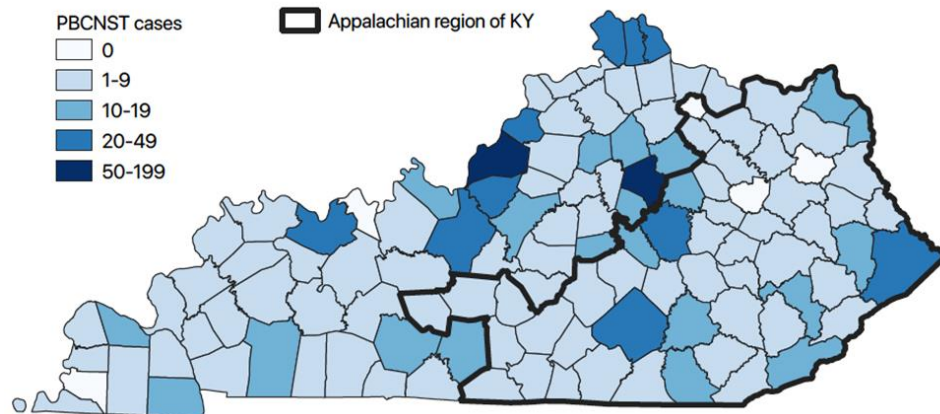 PBCNST cases
Appalachian region of KY
0
1-9
10-19
20-49
50-199